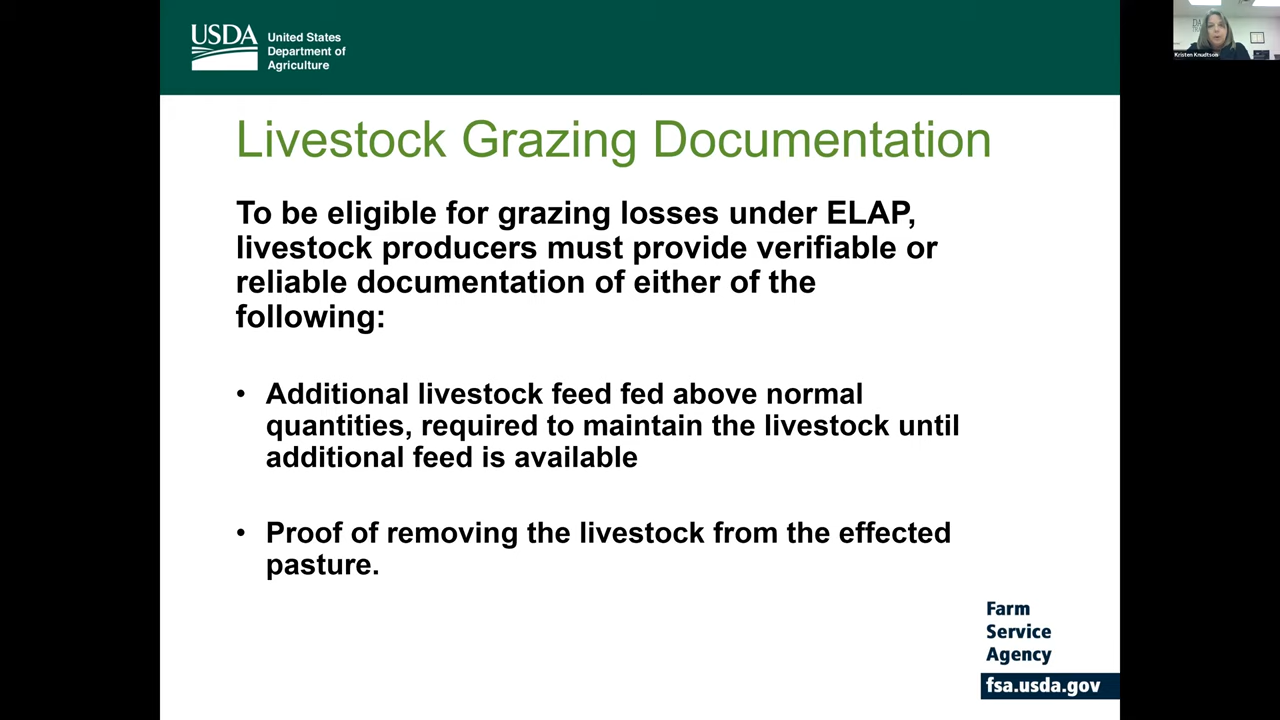 USDA
United States
Department of
Agriculture
Kristen Knudtson
Livestock Grazing Documentation
To be eligible for grazing losses under ELAP,
livestock producers must provide verifiable or
reliable documentation of either of the
following:
• Additional livestock feed fed above normal
quantities, required to maintain the livestock until
additional feed is available
• Proof of removing the livestock from the effected
pasture.
Farm
Service
Agency
fsa.usda.gov